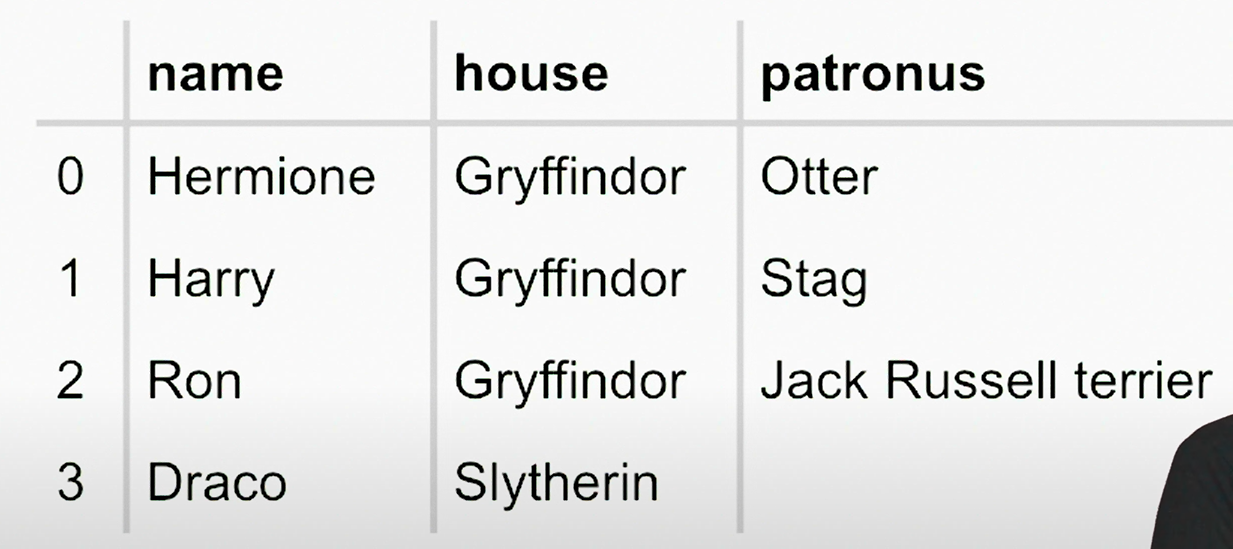 name house patronus
0 Hermione Gryffindor Otter
1 Harry Gryffindor Stag
2 Ron Gryffindor Jack Russell terrier
3 Draco Slytherin